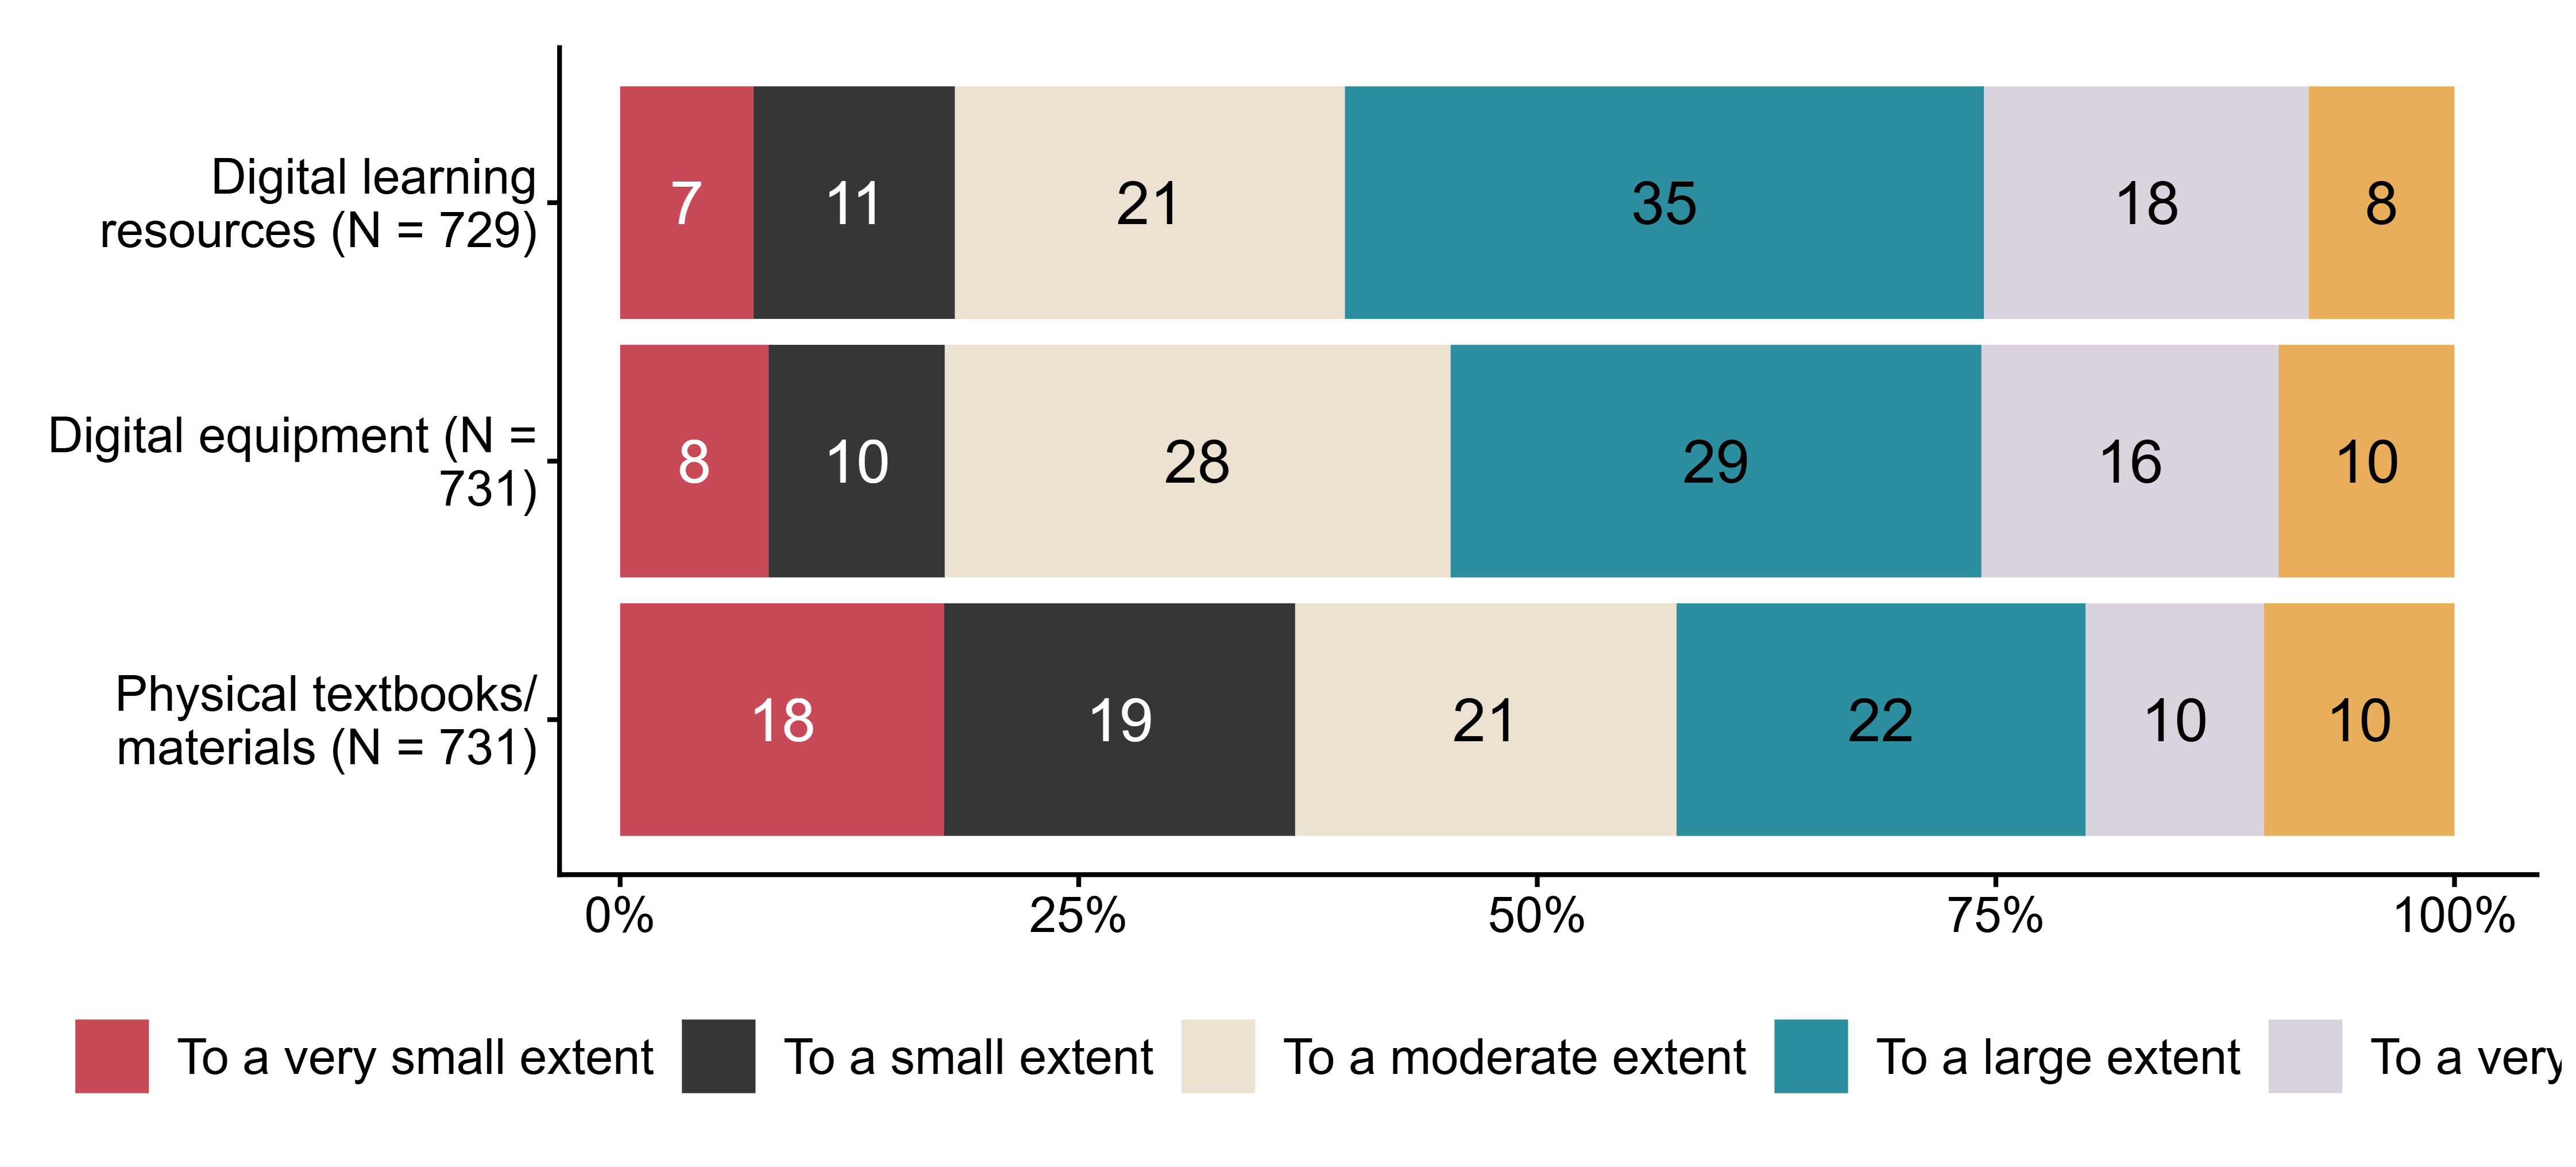 Digital learning
resources (N = 729)
7 11 21 35 18 8
Digital equipment (N =
731)
8 10 28 29 16 10
Physical textbooks/
materials (N = 731)
18 19 21 22 10 10
0% 25% 50% 75% 100%
To a very small extent To a small extent To a moderate extent To a large extent To a very